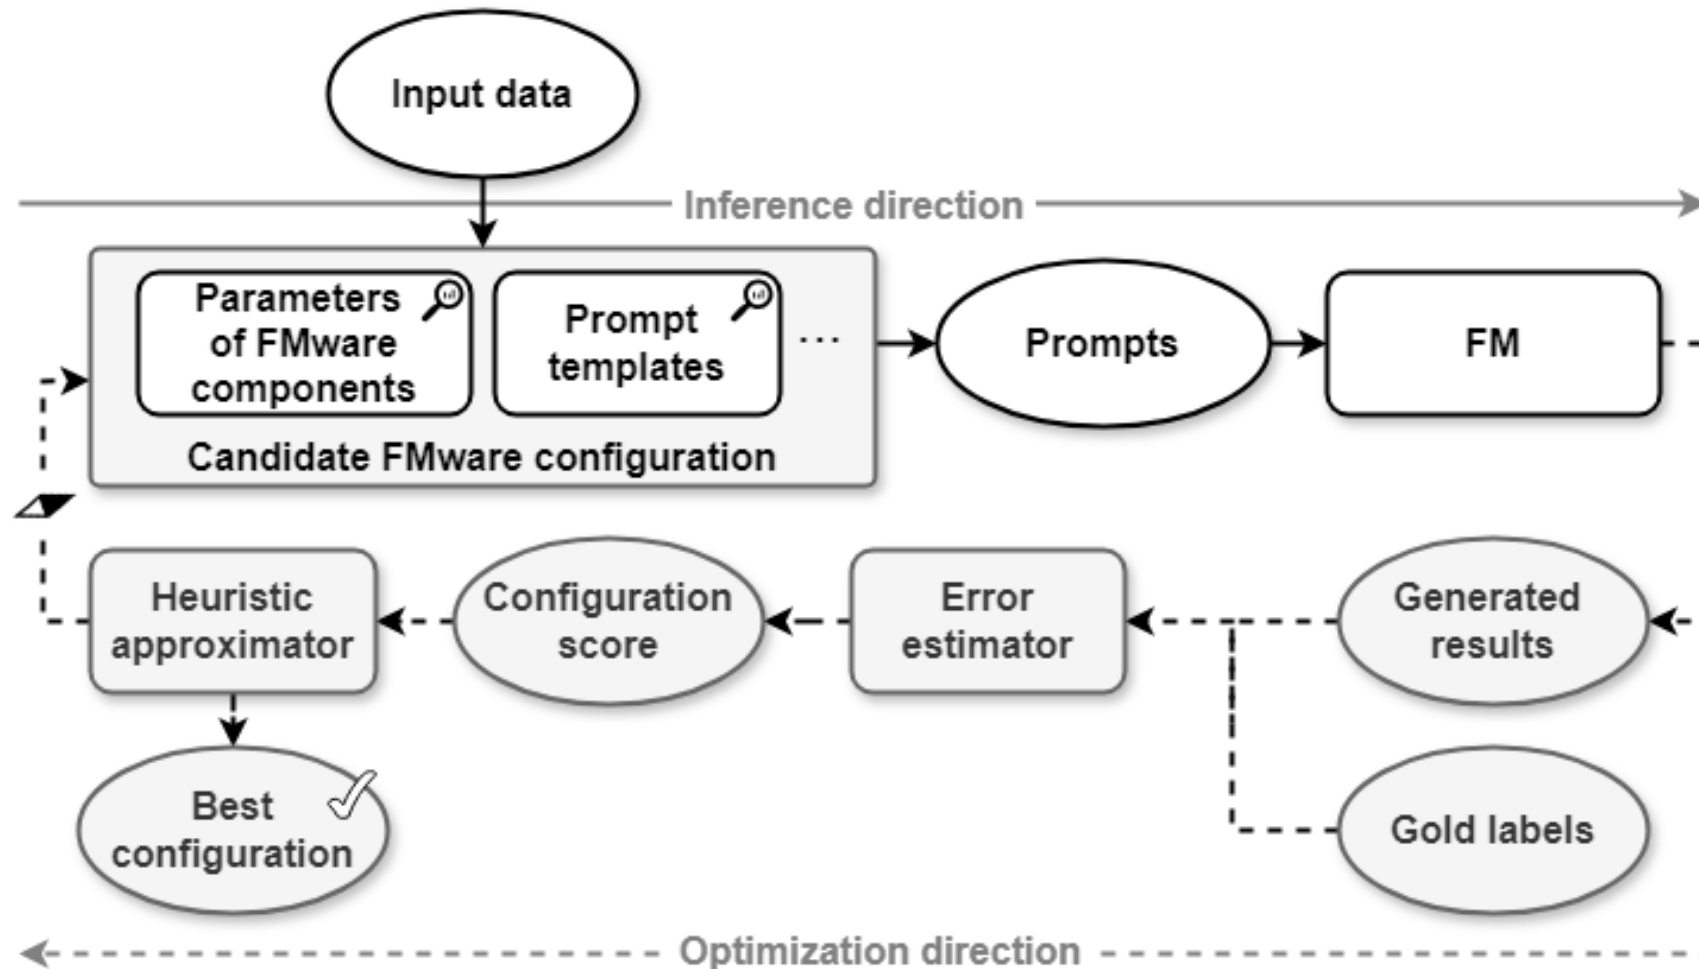 Input data
Inference direction
Parameters
of FMware
components
Prompt
templates
...
Prompts
FM
Candidate FMware configuration
Heuristic
approximator
Configuration
score
Error
estimator
Generated
results
Best
configuration
Gold labels
Optimization direction